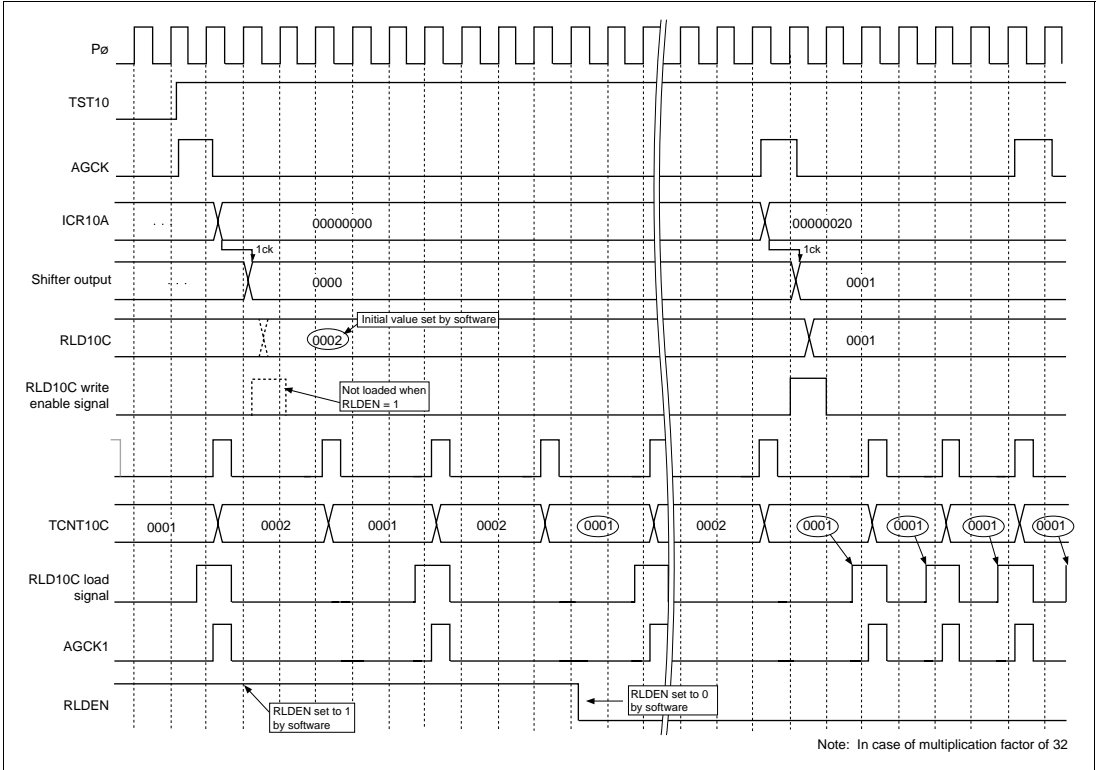 Pø
TST10
AGCK
ICR10A
. .
00000000
00000020
1ck
1ck
Shifter output
. . .
0000
0001
Initial value set by software
RLD10C
0002
0001
RLD10C write
enable signal
Not loaded when
RLDEN = 1
TCNT10C
0001
0002
0001
0002
0001
0002
0001
0001
0001
0001
RLD10C load
signal
AGCK1
RLDEN
RLDEN set to 1
by software
RLDEN set to 0
by software
Note: In case of multiplication factor of 32